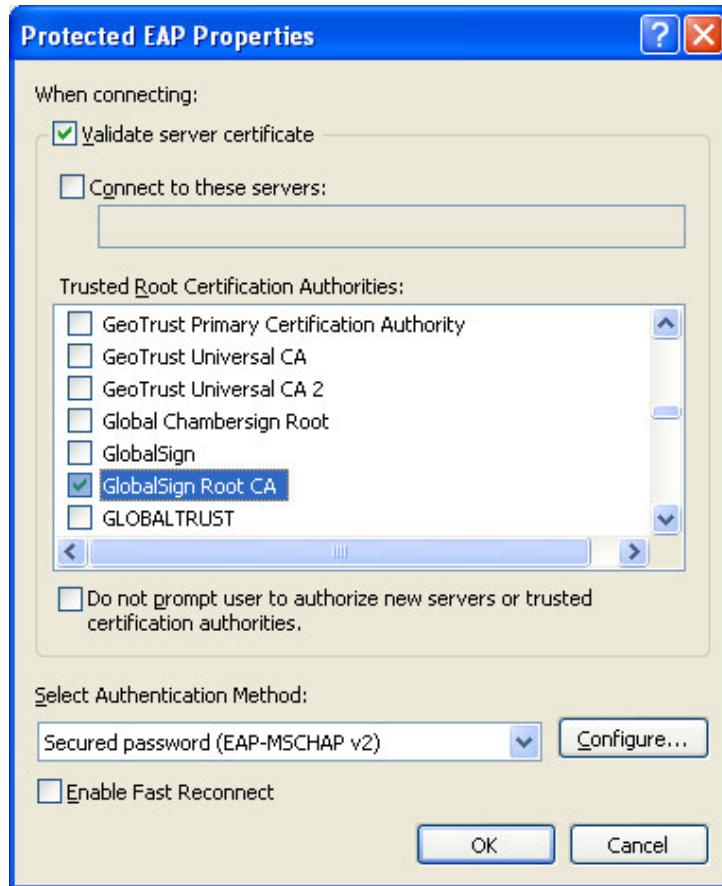 Protected EAP Properties
When connecting:
Validate server certificate
Connect to these servers:
Trusted Root Certification Authorities:
GeoTrust Primary Certification Authority
GeoTrust Universal CA
GeoTrust Universal CA 2
Global Chambersign Root
GlobalSign
GlobalSign Root CA
GLOBALTRUST
Do not prompt user to authorize new servers or trusted
certification authorities.
Select Authentication Method:
Secured password (EAP-MSCHAP v2)
Configure...
Enable Fast Reconnect
OK Cancel